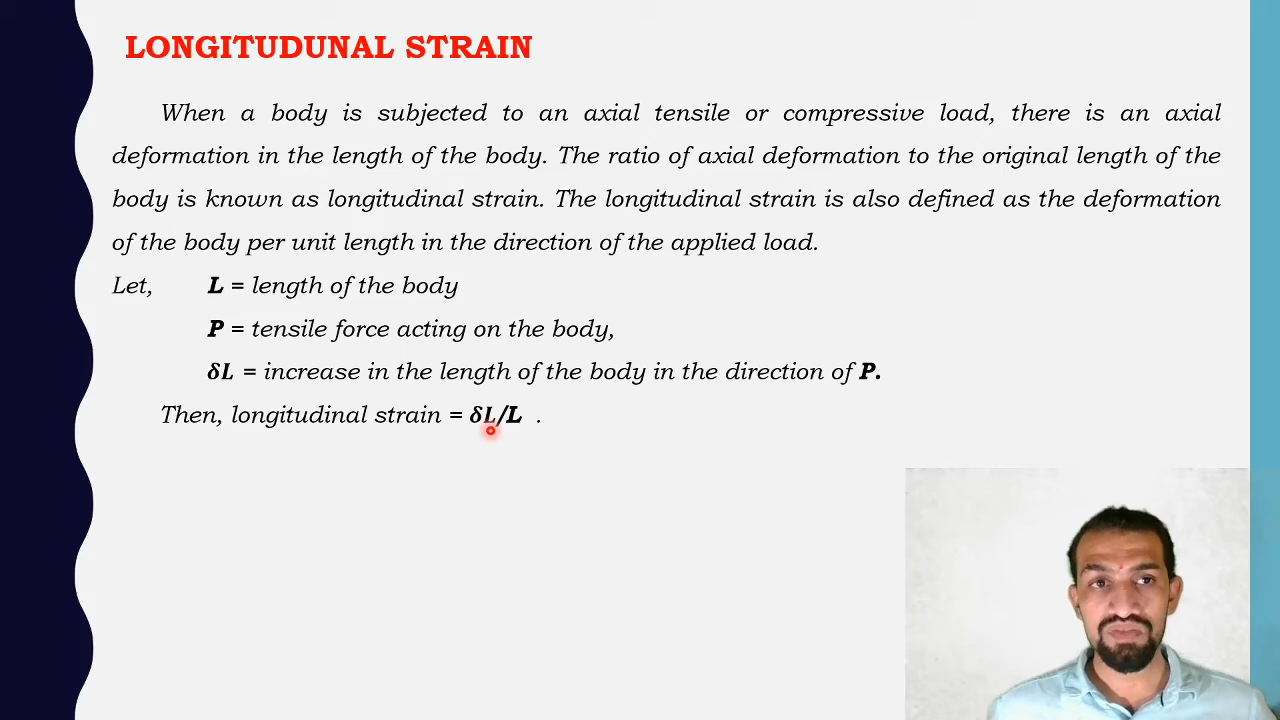 LONGITUDUNAL STRAIN
When a body is subjected to an axial tensile or compressive load, there is an axial
deformation in the length of the body. The ratio of axial deformation to the original length of the
body is known as longitudinal strain. The longitudinal strain is also defined as the deformation
of the body per unit length in the direction of the applied load.
Let, L = length of the body
P = tensile force acting on the body,
δL = increase in the length of the body in the direction of P.
Then, longitudinal strain = δL/L .